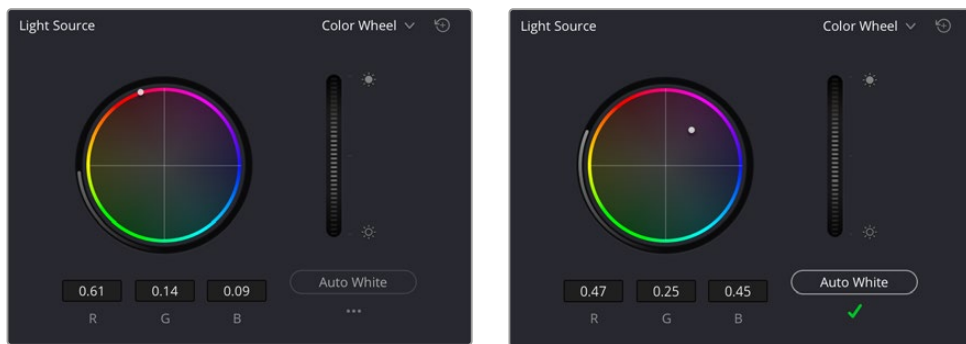 Light Source Color Wheel
Auto White
0.61 0.14 0.09
R G B
Light Source Color Wheel
Auto White
0.47 0.25 0.45
R G B